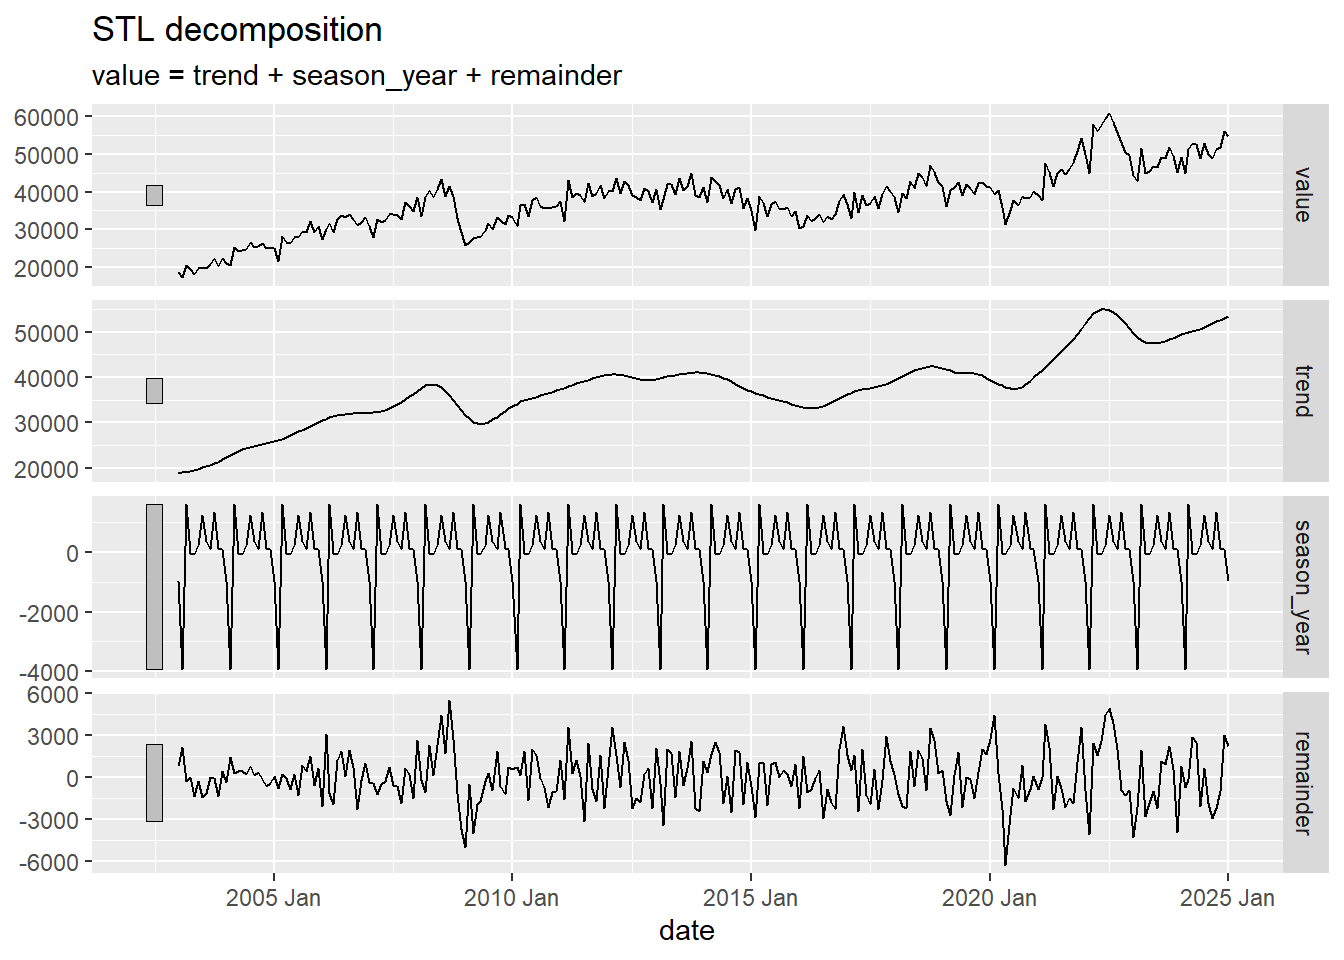 STL decomposition
value = trend + season_year + remainder
60000
50000
40000
30000
20000
value
50000
40000
30000
20000
trend
0
-2000
-4000
season_year
6000
3000
0
-3000
-6000
remainder
2005 Jan 2010 Jan 2015 Jan 2020 Jan 2025 Jan
date